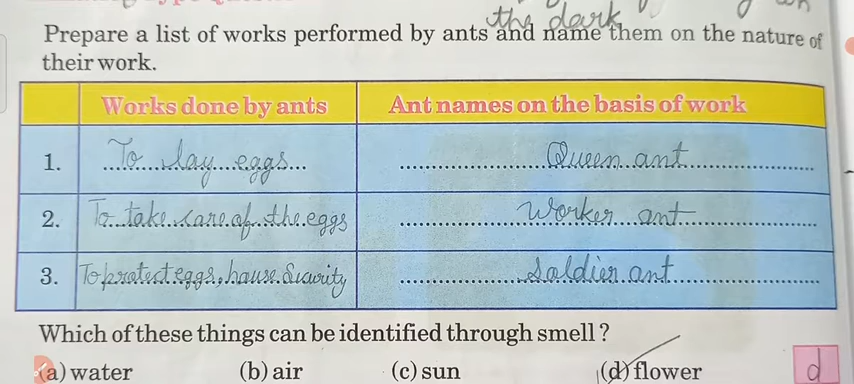 the dark
Prepare a list of works performed by ants and name them on the nature of
their work.
Works done by ants Ant names on the basis of work
1. To lay eggs Queen ant
2. To take care of the eggs Worker ant
3. To protect eggs, house Security Soldier ant
Which of these things can be identified through smell ?
(a) water (b) air (c) sun (d) flower d